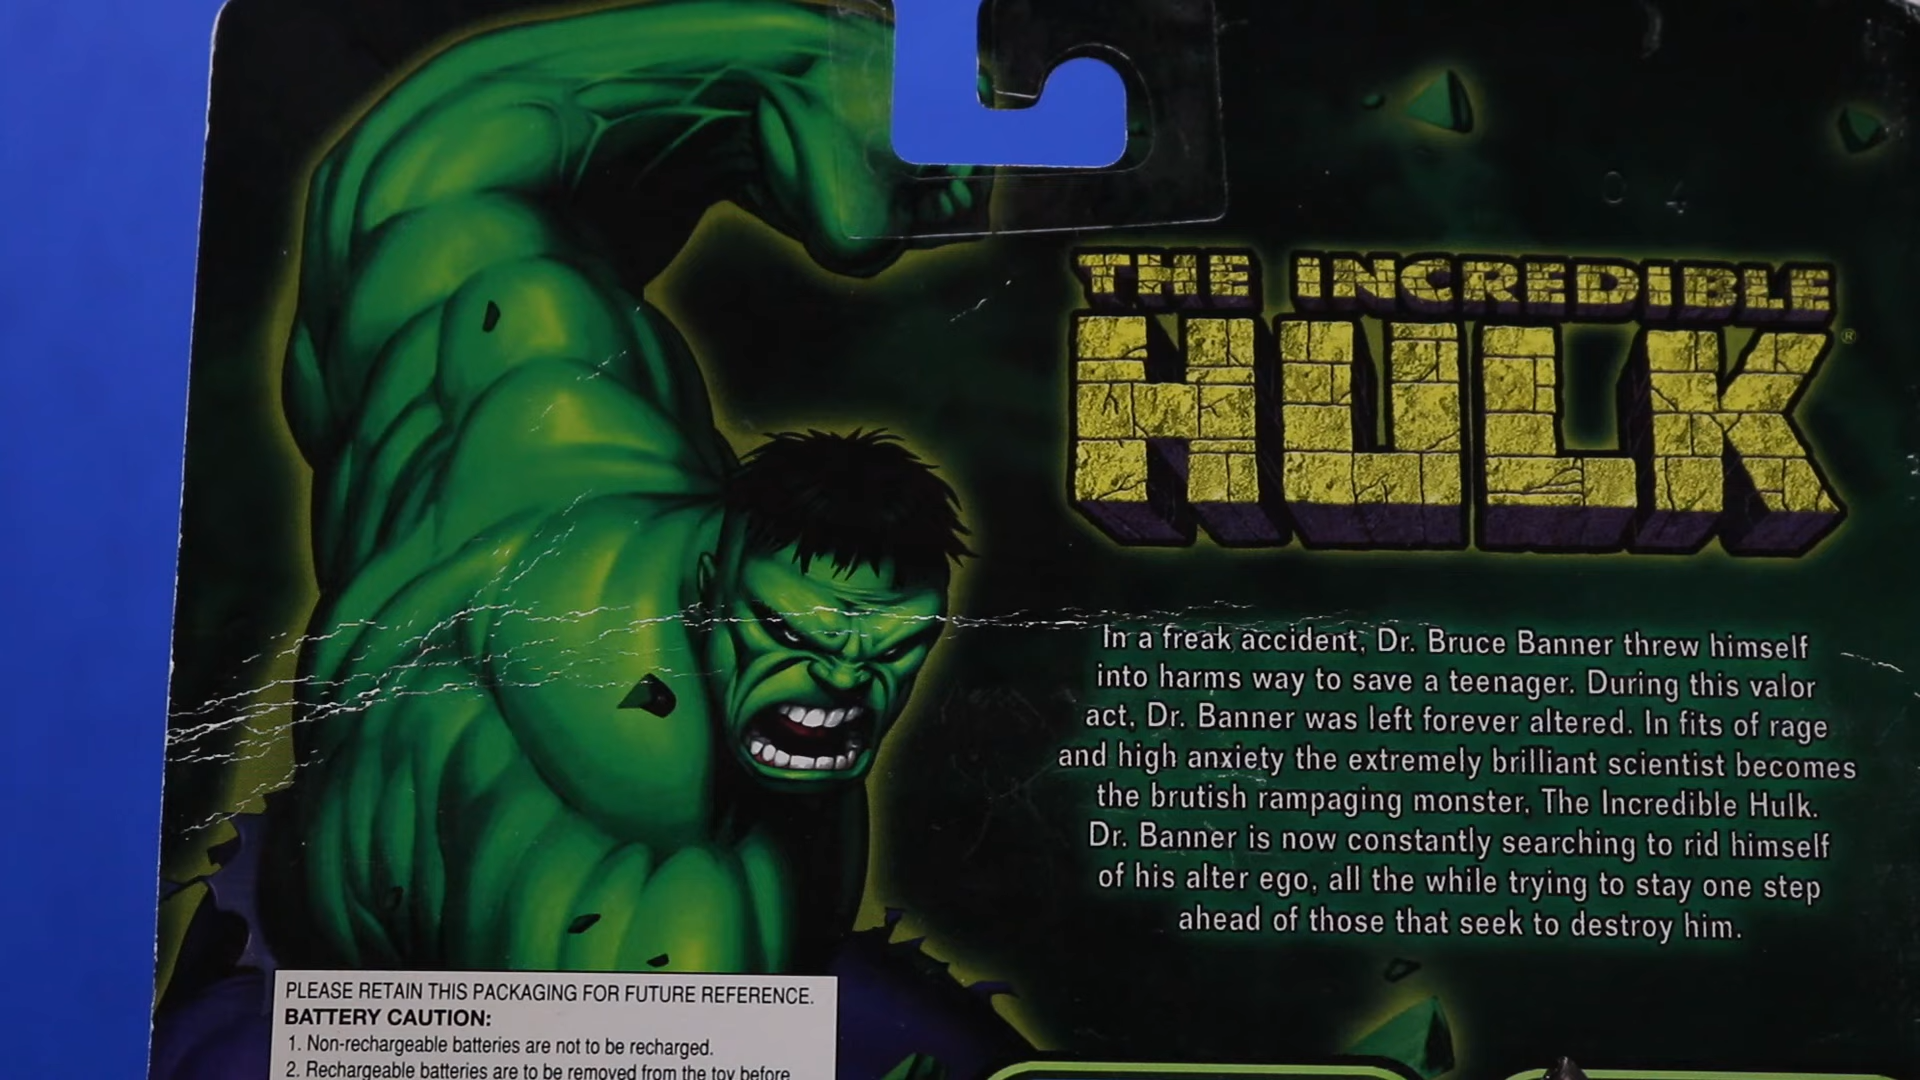 THE INCREDIBLE
HULK®
In a freak accident, Dr. Bruce Banner threw himself
into harms way to save a teenager. During this valor
act, Dr. Banner was left forever altered. In fits of rage
and high anxiety the extremely brilliant scientist becomes
the brutish rampaging monster, The Incredible Hulk.
Dr. Banner is now constantly searching to rid himself
of his alter ego, all the while trying to stay one step
ahead of those that seek to destroy him.
PLEASE RETAIN THIS PACKAGING FOR FUTURE REFERENCE.
BATTERY CAUTION:
1. Non-rechargeable batteries are not to be recharged.
2. Rechargeable batteries are to be removed from the toy before